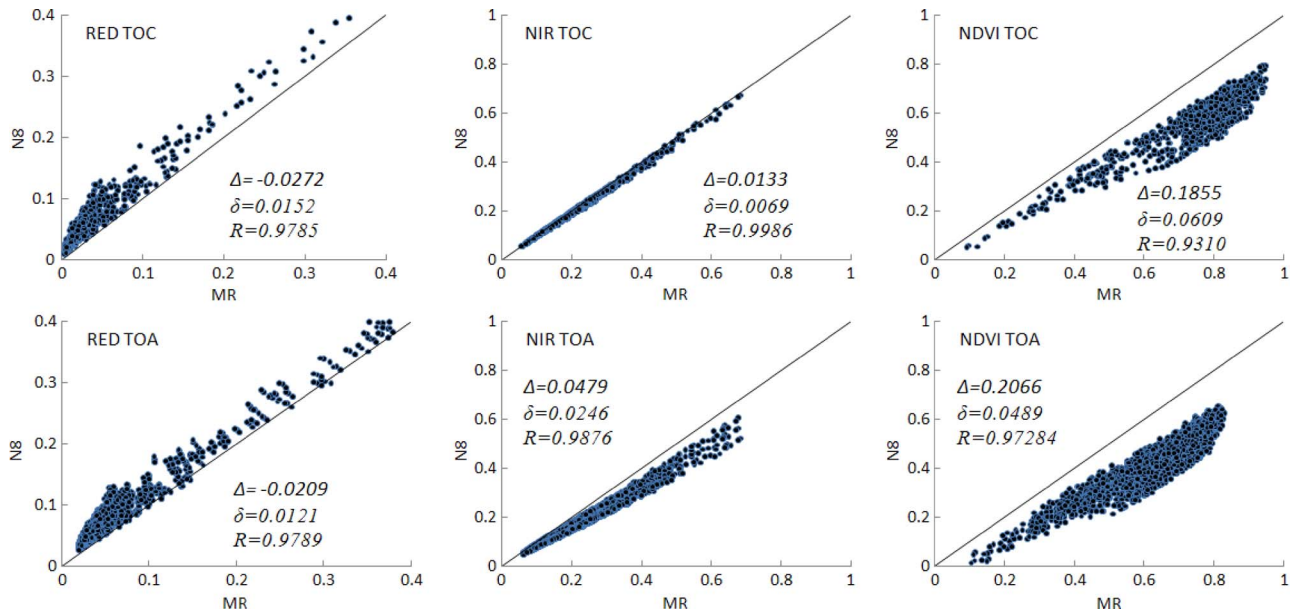 RED TOC
0.4
0.3
0.2
0.1
0
N8
Δ= -0.0272
δ=0.0152
R=0.9785
0
0.1
0.2
0.3
0.4
MR
NIR TOC
1
0.8
0.6
0.4
0.2
0
N8
Δ=0.0133
δ=0.0069
R=0.9986
0
0.2
0.4
0.6
0.8
1
MR
NDVI TOC
1
0.8
0.6
0.4
0.2
0
N8
Δ=0.1855
δ=0.0609
R=0.9310
0
0.2
0.4
0.6
0.8
1
MR
RED TOA
0.4
0.3
0.2
0.1
0
N8
Δ= -0.0209
δ=0.0121
R=0.9789
0
0.1
0.2
0.3
0.4
MR
NIR TOA
1
0.8
0.6
0.4
0.2
0
N8
Δ=0.0479
δ=0.0246
R=0.9876
0
0.2
0.4
0.6
0.8
1
MR
NDVI TOA
1
0.8
0.6
0.4
0.2
0
N8
Δ=0.2066
δ=0.0489
R=0.97284
0
0.2
0.4
0.6
0.8
1
MR